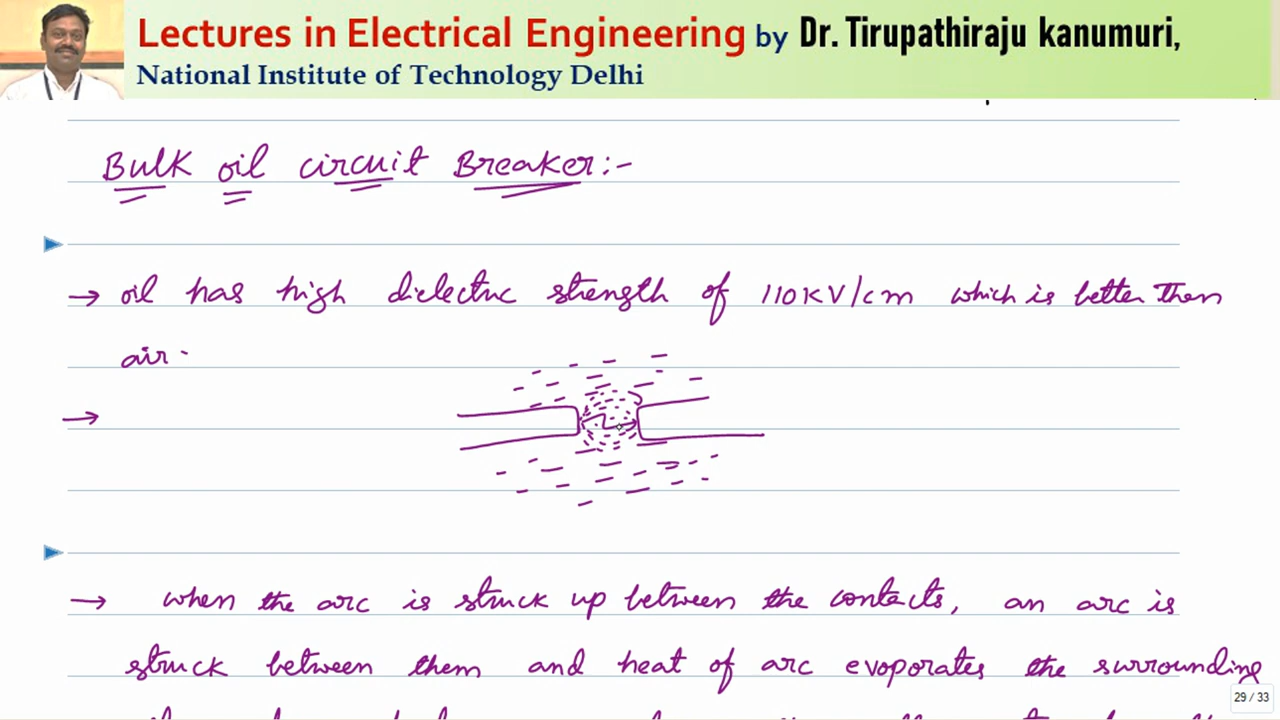 Lectures in Electrical Engineering by Dr. Tirupathiraju kanumuri,
National Institute of Technology Delhi
Bulk oil circuit Breaker:-
→ oil has high dielectric strength of 110KV/cm which is better then
air.
→
→ when the arc is struck up between the contacts, an arc is
struck between them and heat of arc evoporates the surrounding
29 / 33